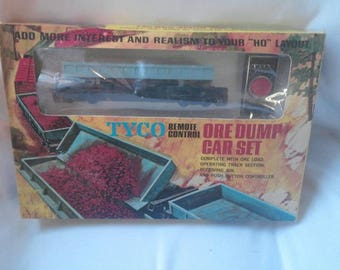 ADD MORE INTEREST AND REALISM TO YOUR "HO" LAYOUT
TYCO
TYCO REMOTE CONTROL ORE DUMP CAR SET
COMPLETE WITH ORE LOAD,
OPERATING TRACK SECTION,
RECEIVING BIN,
AND PUSH BUTTON CONTROLLER